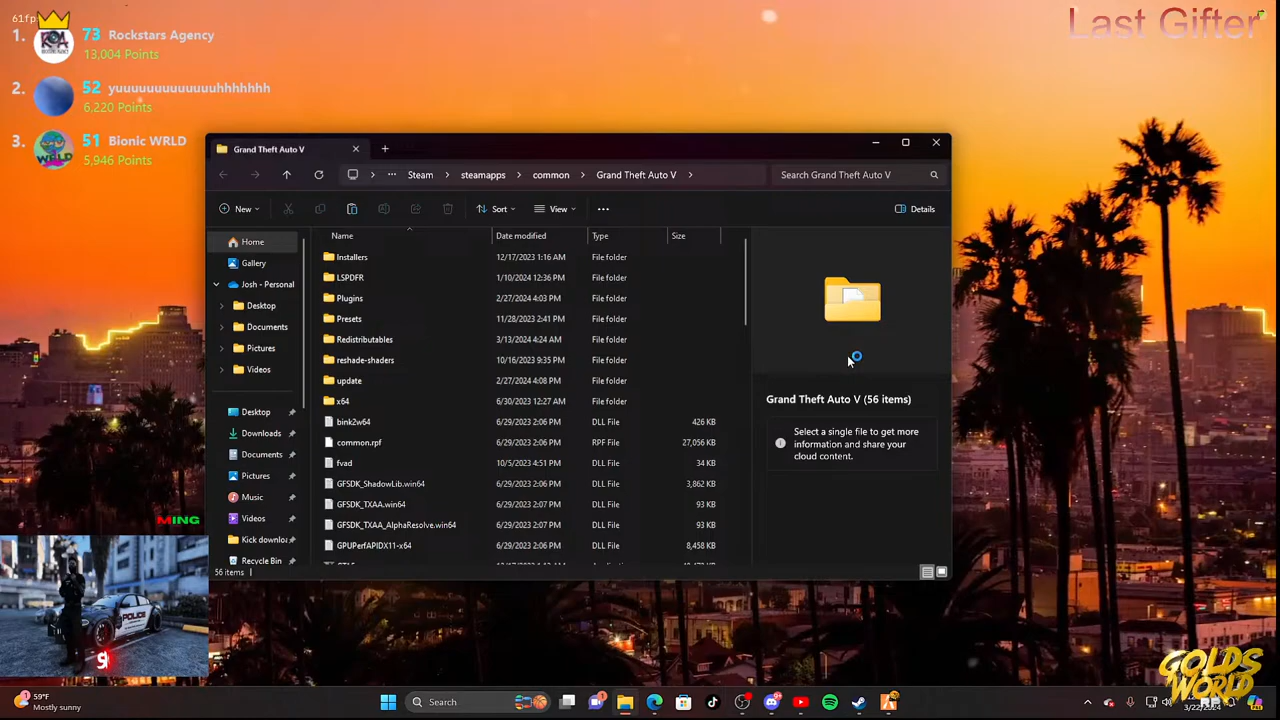 61fp
Last Gifter
1. 73 Rockstars Agency
13,004 Points
2. 52 yuuuuuuuuuuuuuhhhhhhh
6,220 Points
3. 51 Bionic WRLD
5,946 Points
Grand Theft Auto V
Steam > steamapps > common > Grand Theft Auto V >
Search Grand Theft Auto V
New
Sort
View
Details
Home
Gallery
Josh - Personal
Desktop
Documents
Pictures
Videos
Desktop
Downloads
Documents
Pictures
Music
Videos
Kick downloa
Recycle Bin
Name Date modified Type Size
Installers 12/17/2023 1:16 AM File folder
LSPDFR 1/10/2024 12:36 PM File folder
Plugins 2/27/2024 4:03 PM File folder
Presets 11/28/2023 2:41 PM File folder
Redistributables 3/13/2024 4:24 AM File folder
reshade-shaders 10/16/2023 9:35 PM File folder
update 2/27/2024 4:08 PM File folder
x64 6/30/2023 12:27 AM File folder
bink2w64 6/29/2023 2:06 PM DLL File 426 KB
common.rpf 6/29/2023 2:06 PM RPF File 27,056 KB
fvad 10/5/2023 4:51 PM DLL File 34 KB
GFSDK_ShadowLib.win64 6/29/2023 2:06 PM DLL File 3,862 KB
GFSDK_TXAA.win64 6/29/2023 2:07 PM DLL File 93 KB
GFSDK_TXAA_AlphaResolve.win64 6/29/2023 2:07 PM DLL File 93 KB
GPUPerfAPIDX11-x64 6/29/2023 2:06 PM DLL File 8,458 KB
Grand Theft Auto V (56 items)
Select a single file to get more
information and share your
cloud content.
56 items
MING
POLICE
GOLDS
WORLD
RP
59°F
Mostly sunny
Search
3/22/2024